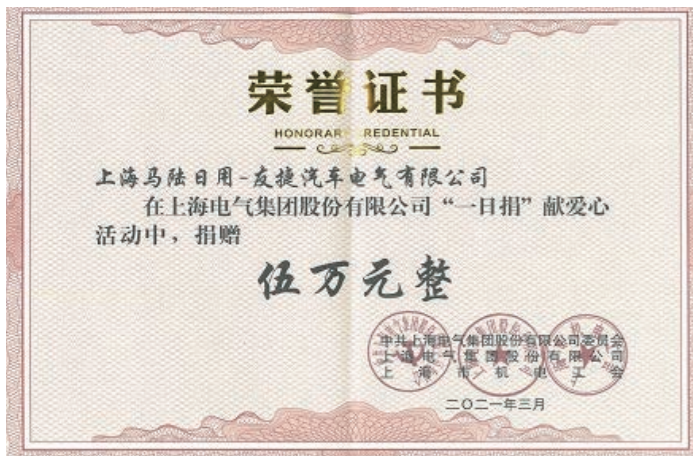 荣誉证书
HONORARY CREDENTIAL
上海马陆日用-友捷汽车电气有限公司
在上海电气集团股份有限公司“一日捐”献爱心
活动中，捐赠
伍万元整
中共上海电气集团股份有限公司委员会
上海电气集团股份有限公司
上海市机电工会
二〇二一年三月